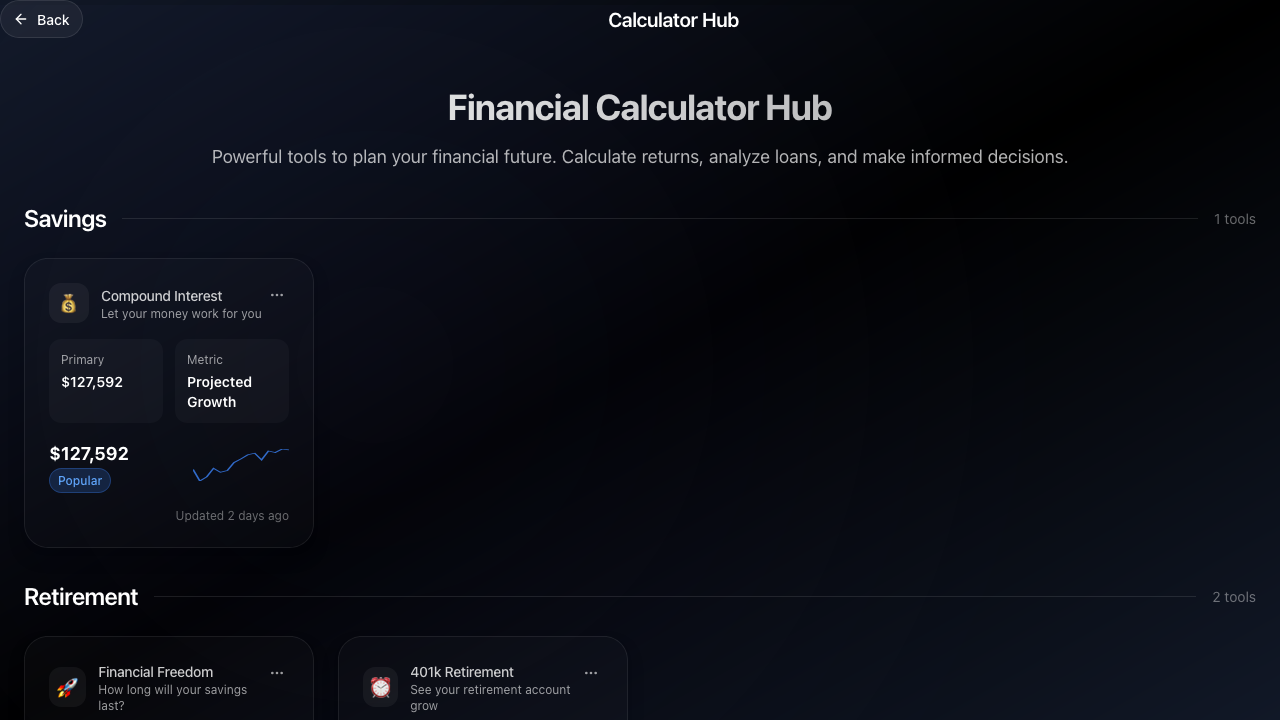 Back
Calculator Hub
Financial Calculator Hub
Powerful tools to plan your financial future. Calculate returns, analyze loans, and make informed decisions.
Savings
1 tools
Compound Interest
Let your money work for you
Primary
$127,592
Metric
Projected
Growth
$127,592
Popular
Updated 2 days ago
Retirement
2 tools
Financial Freedom
How long will your savings
last?
401k Retirement
See your retirement account
grow